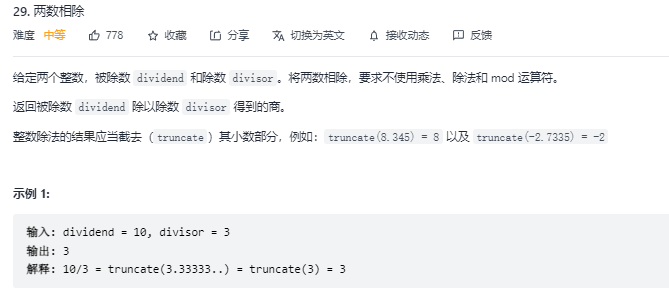 29. 两数相除
难度 中等 778 收藏 分享 切换为英文 接收动态 反馈
给定两个整数，被除数 dividend 和除数 divisor。将两数相除，要求不使用乘法、除法和 mod 运算符。
返回被除数 dividend 除以除数 divisor 得到的商。
整数除法的结果应当截去（truncate）其小数部分，例如：truncate(8.345) = 8 以及 truncate(-2.7335) = -2
示例 1:
输入: dividend = 10, divisor = 3
输出: 3
解释: 10/3 = truncate(3.33333..) = truncate(3) = 3